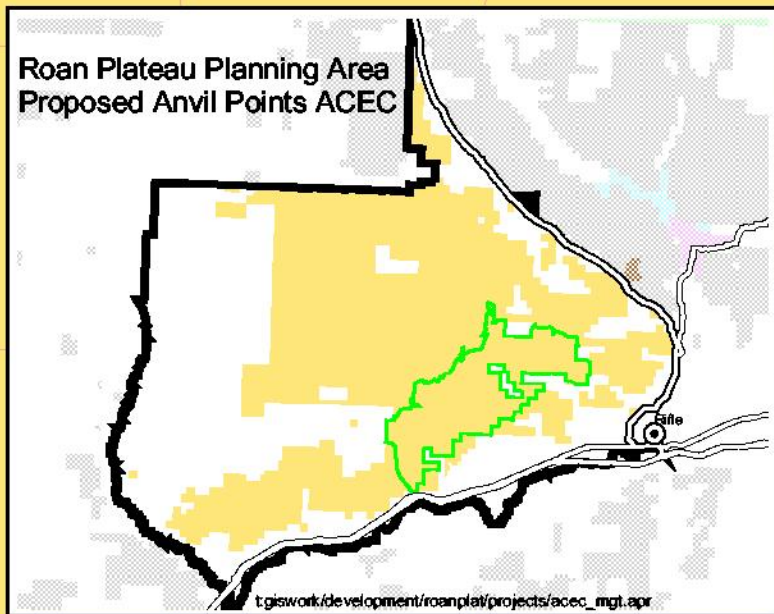 Roan Plateau Planning Area
Proposed Anvil Points ACEC
Rifle
t:giswork/development/roanplat/projects/acec_mgt.apr